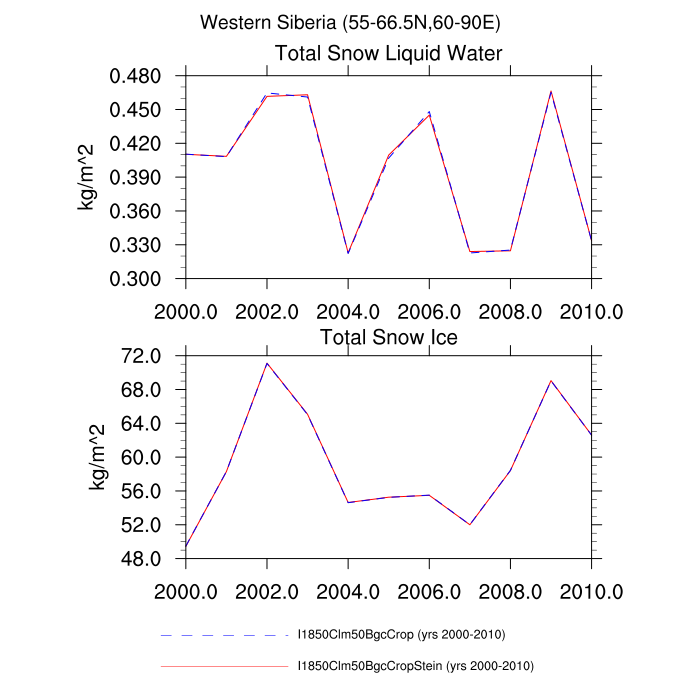 Western Siberia (55-66.5N,60-90E)
Total Snow Liquid Water
0.480
0.450
0.420
0.390
0.360
0.330
0.300
kg/m^2
2000.0 2002.0 2004.0 2006.0 2008.0 2010.0
Total Snow Ice
72.0
68.0
64.0
60.0
56.0
52.0
48.0
kg/m^2
2000.0 2002.0 2004.0 2006.0 2008.0 2010.0
I1850Clm50BgcCrop (yrs 2000-2010)
I1850Clm50BgcCropStein (yrs 2000-2010)